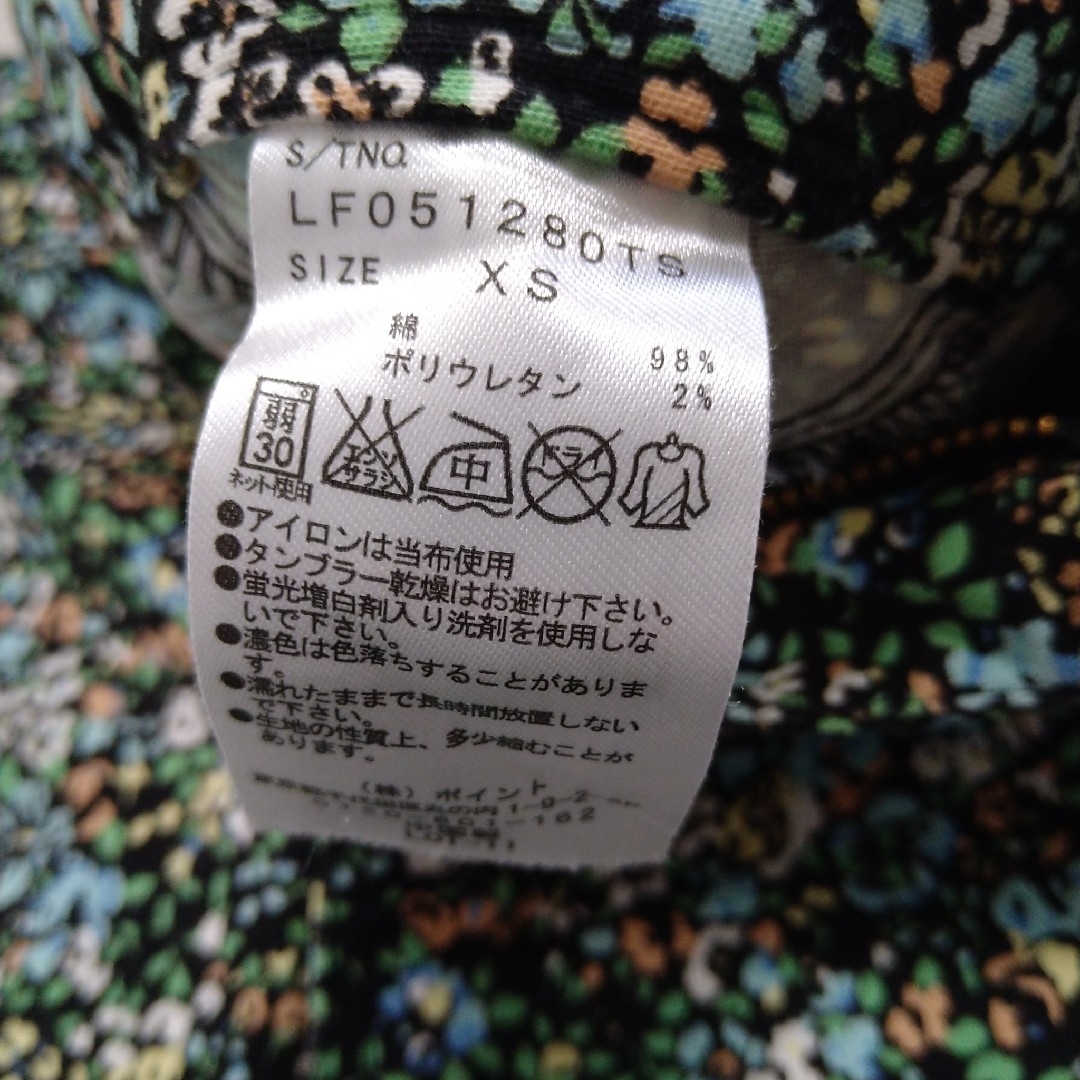 S/TNO.
LF051280TS
SIZE XS
綿 98%
ポリウレタン 2%
弱
30
ネット使用
エンソ
サラシ
中
ドライ
●アイロンは当布使用
●タンブラー乾燥はお避け下さい。
●蛍光増白剤入り洗剤を使用しな
いで下さい。
●濃色は色落ちすることがありま
す。
●濡れたままで長時間放置しない
で下さい。
●生地の性質上、多少縮むことが
あります。
(株) ポイント